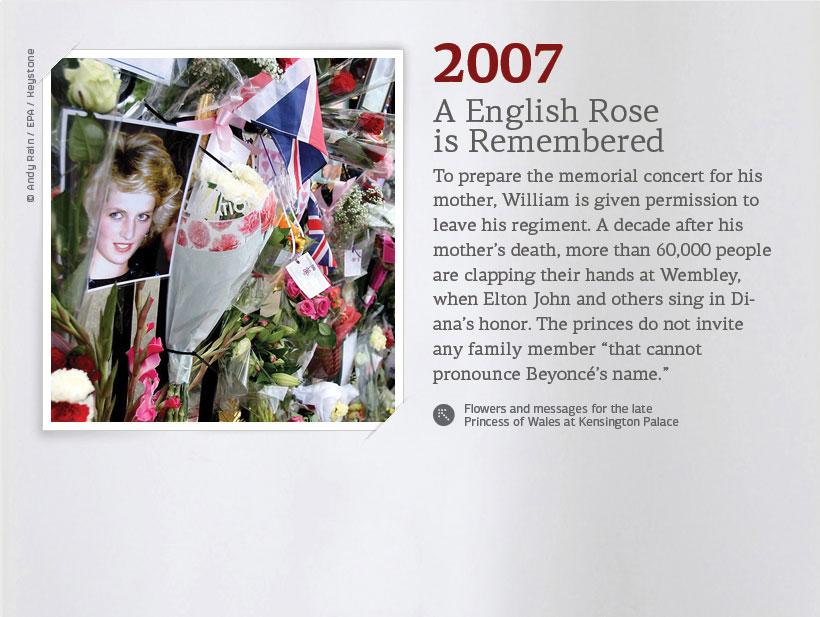 © Andy Rain / EPA / Keystone
2007
A English Rose
is Remembered
To prepare the memorial concert for his
mother, William is given permission to
leave his regiment. A decade after his
mother’s death, more than 60,000 people
are clapping their hands at Wembley,
when Elton John and others sing in Di-
ana’s honor. The princes do not invite
any family member “that cannot
pronounce Beyoncé’s name.”
Flowers and messages for the late
Princess of Wales at Kensington Palace